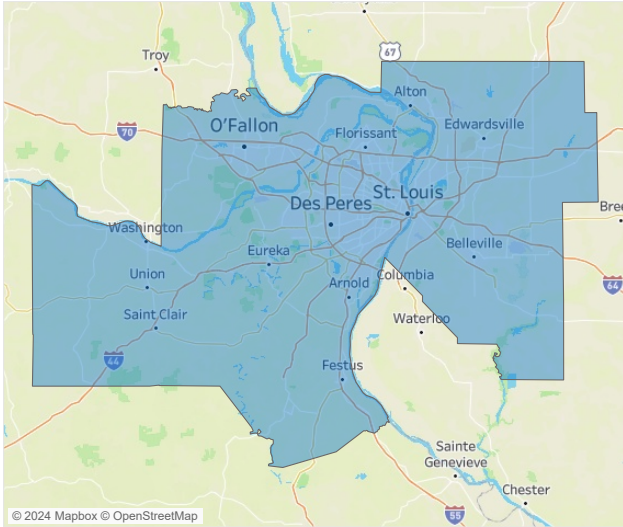 67
Troy
Alton
O'Fallon
Florissant
Edwardsville
70
St. Louis
Des Peres
Washington
Belleville
Eureka
Union
Columbia
Arnold
64
Saint Clair
Waterloo
44
Festus
Sainte
Genevieve
Chester
55
© 2024 Mapbox © OpenStreetMap